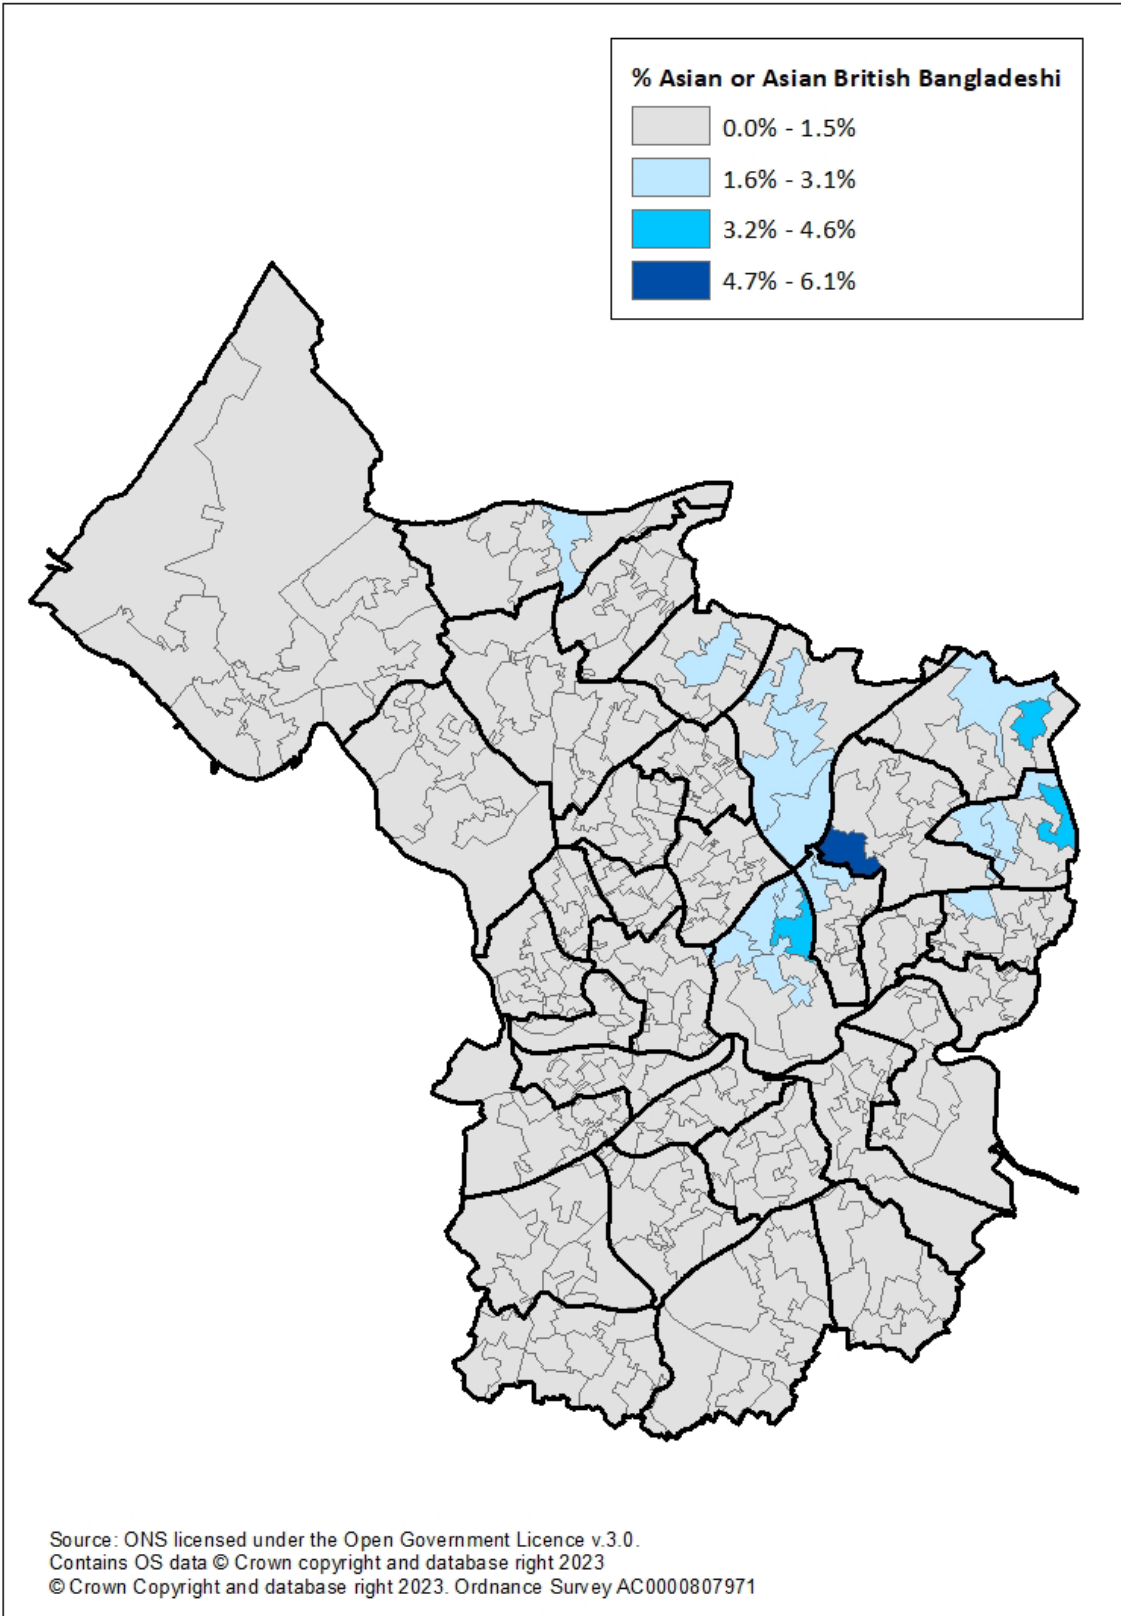 % Asian or Asian British Bangladeshi
0.0% - 1.5%
1.6% - 3.1%
3.2% - 4.6%
4.7% - 6.1%
Source: ONS licensed under the Open Government Licence v.3.0.
Contains OS data © Crown copyright and database right 2023
© Crown Copyright and database right 2023. Ordnance Survey AC0000807971